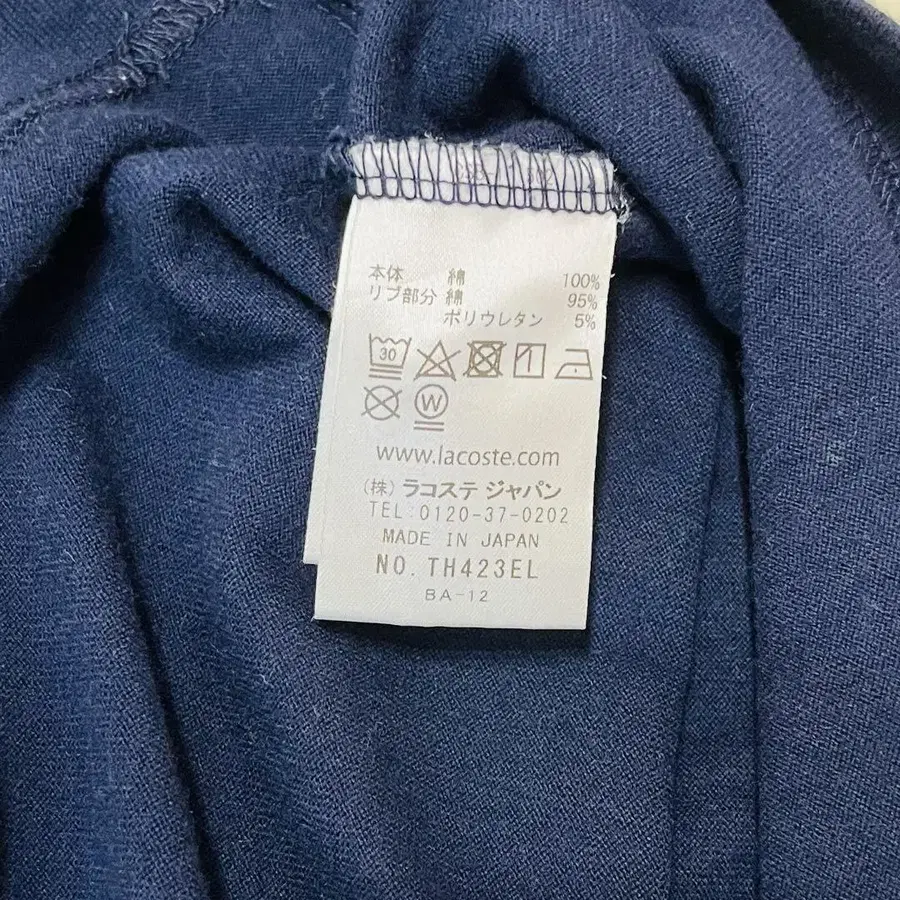 本体 綿 100%
リブ部分 綿 95%
ポリウレタン 5%
30
W
www.lacoste.com
(株) ラコステ ジャパン
TEL:0120-37-0202
MADE IN JAPAN
NO. TH423EL
BA-12